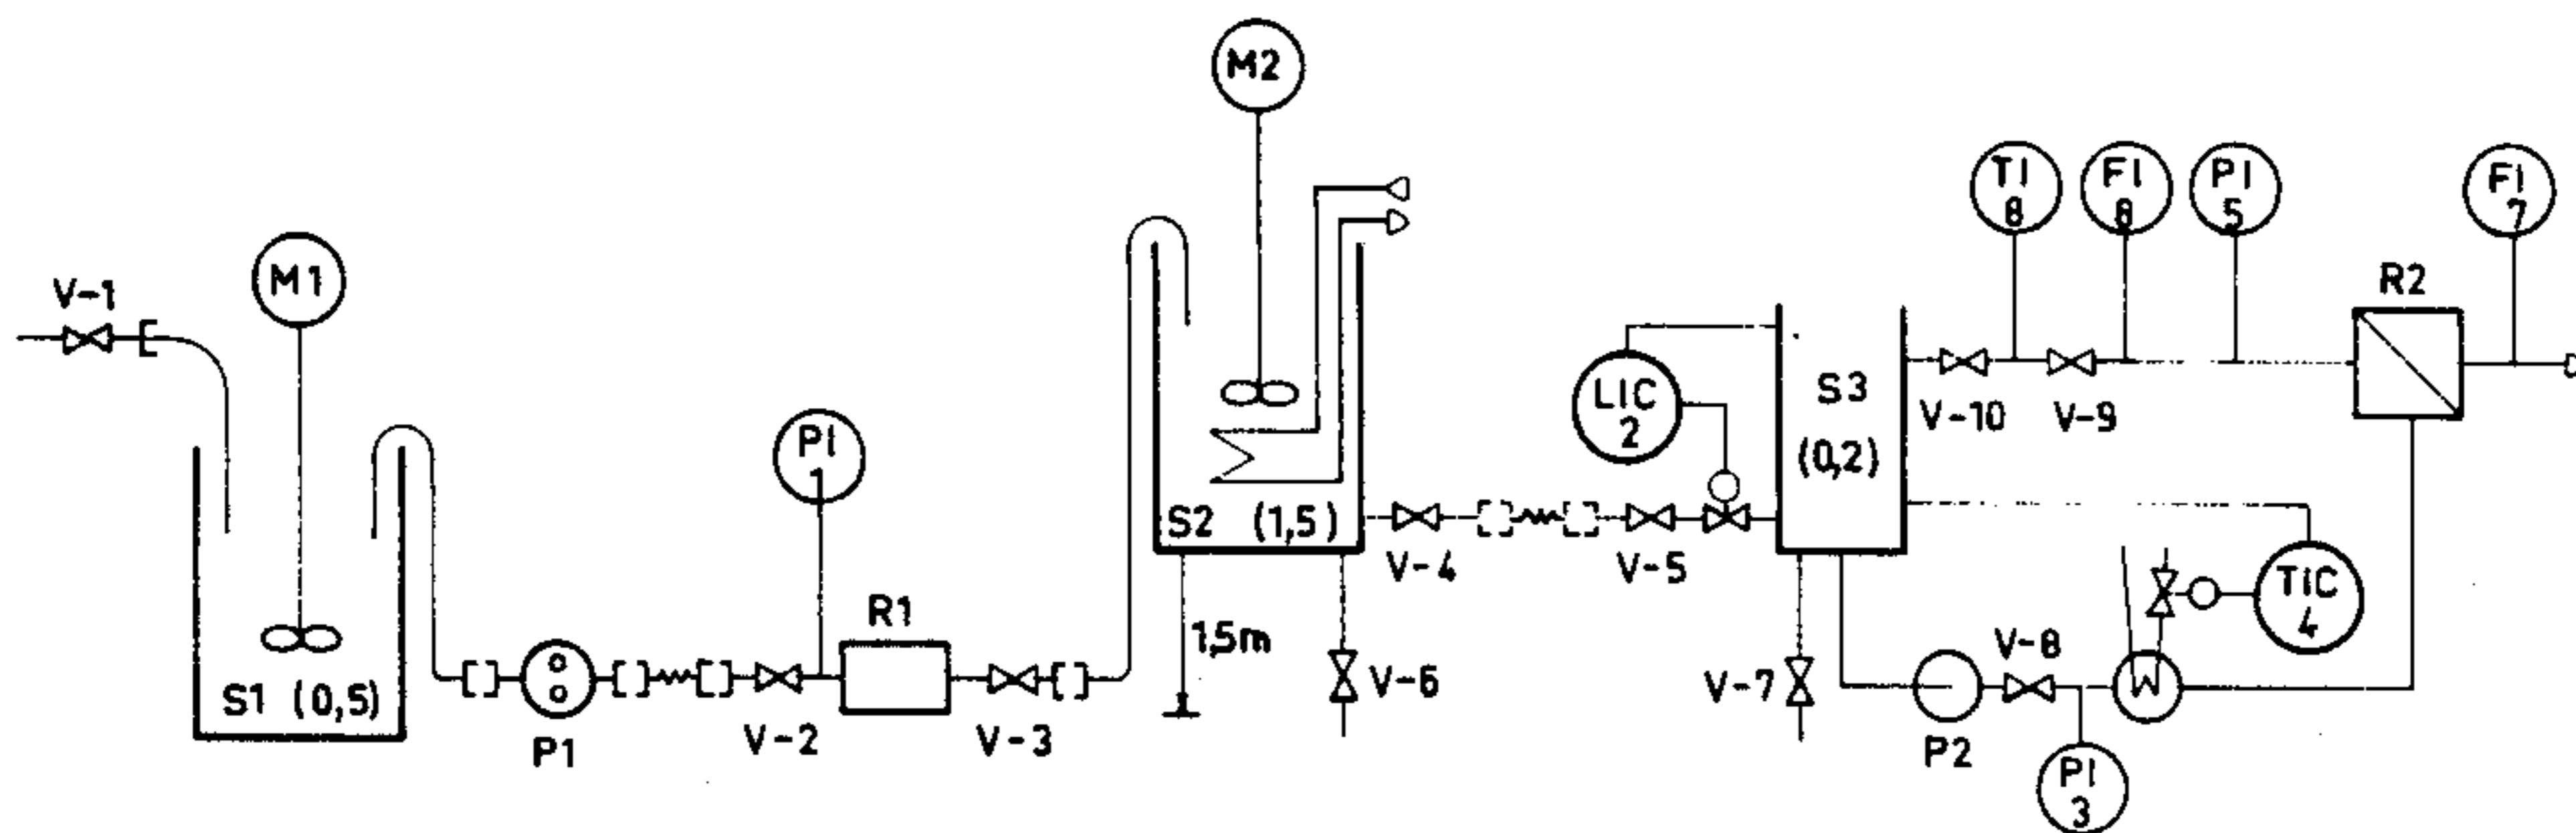 M2
M1
V-1
TI
8
FI
8
PI
5
FI
7
R2
PI
1
LIC
2
S3
(0,2)
V-10
V-9
S2 (1,5)
V-4
V-5
TiC
4
R1
1,5m
V-6
V-7
V-8
W
S1 (0,5)
P1
V-2
V-3
P2
PI
3